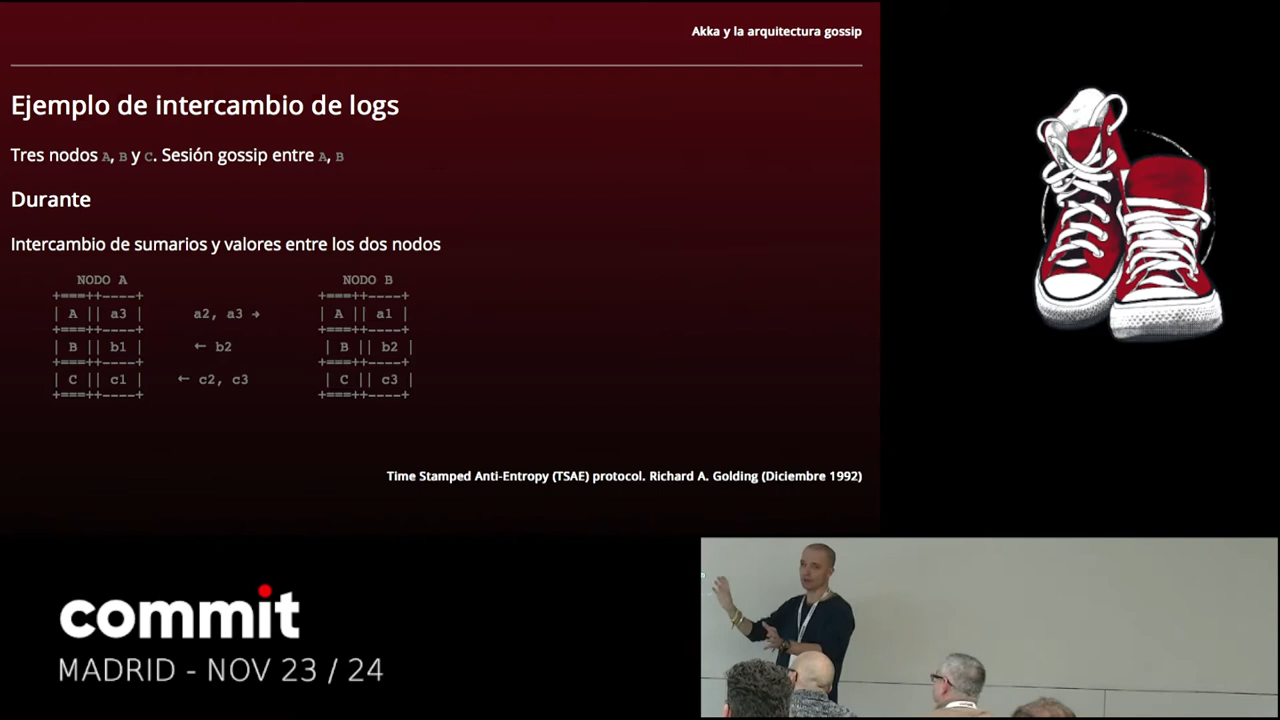 Akka y la arquitectura gossip
Ejemplo de intercambio de logs
Tres nodos A, B y C. Sesión gossip entre A, B
Durante
Intercambio de sumarios y valores entre los dos nodos
NODO A NODO B
+===++----+ +===++----+
| A || a3 | a2, a3 → | A || a1 |
+===++----+ +===++----+
| B || b1 | ← b2 | B || b2 |
+===++----+ +===++----+
| C || c1 | ← c2, c3 | C || c3 |
+===++----+ +===++----+
Time Stamped Anti-Entropy (TSAE) protocol. Richard A. Golding (Diciembre 1992)
commit
MADRID - NOV 23 / 24